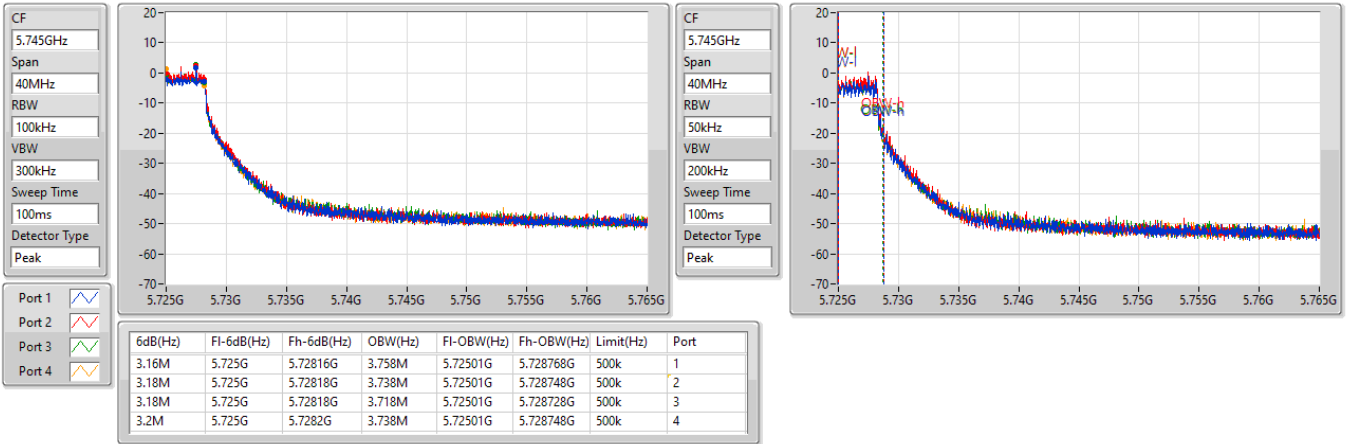 CF
5.745GHz
Span
40MHz
RBW
100kHz
VBW
300kHz
Sweep Time
100ms
Detector Type
Peak
20-
10-
0-
-10-
-20-
-30-
-40-
-50-
-60-
-70-
5.725G 5.73G 5.735G 5.74G 5.745G 5.75G 5.755G 5.76G 5.765G
CF
5.745GHz
Span
40MHz
RBW
50kHz
VBW
200kHz
Sweep Time
100ms
Detector Type
Peak
20-
10-
0-
-10-
-20-
-30-
-40-
-50-
-60-
-70-
W-l
W-l
OBW-h
OBW-h
5.725G 5.73G 5.735G 5.74G 5.745G 5.75G 5.755G 5.76G 5.765G
Port 1
Port 2
Port 3
Port 4
6dB(Hz) Fl-6dB(Hz) Fh-6dB(Hz) OBW(Hz) Fl-OBW(Hz) Fh-OBW(Hz) Limit(Hz) Port
3.16M 5.725G 5.72816G 3.758M 5.72501G 5.728768G 500k 1
3.18M 5.725G 5.72818G 3.738M 5.72501G 5.728748G 500k 2
3.18M 5.725G 5.72818G 3.718M 5.72501G 5.728728G 500k 3
3.2M 5.725G 5.7282G 3.738M 5.72501G 5.728748G 500k 4